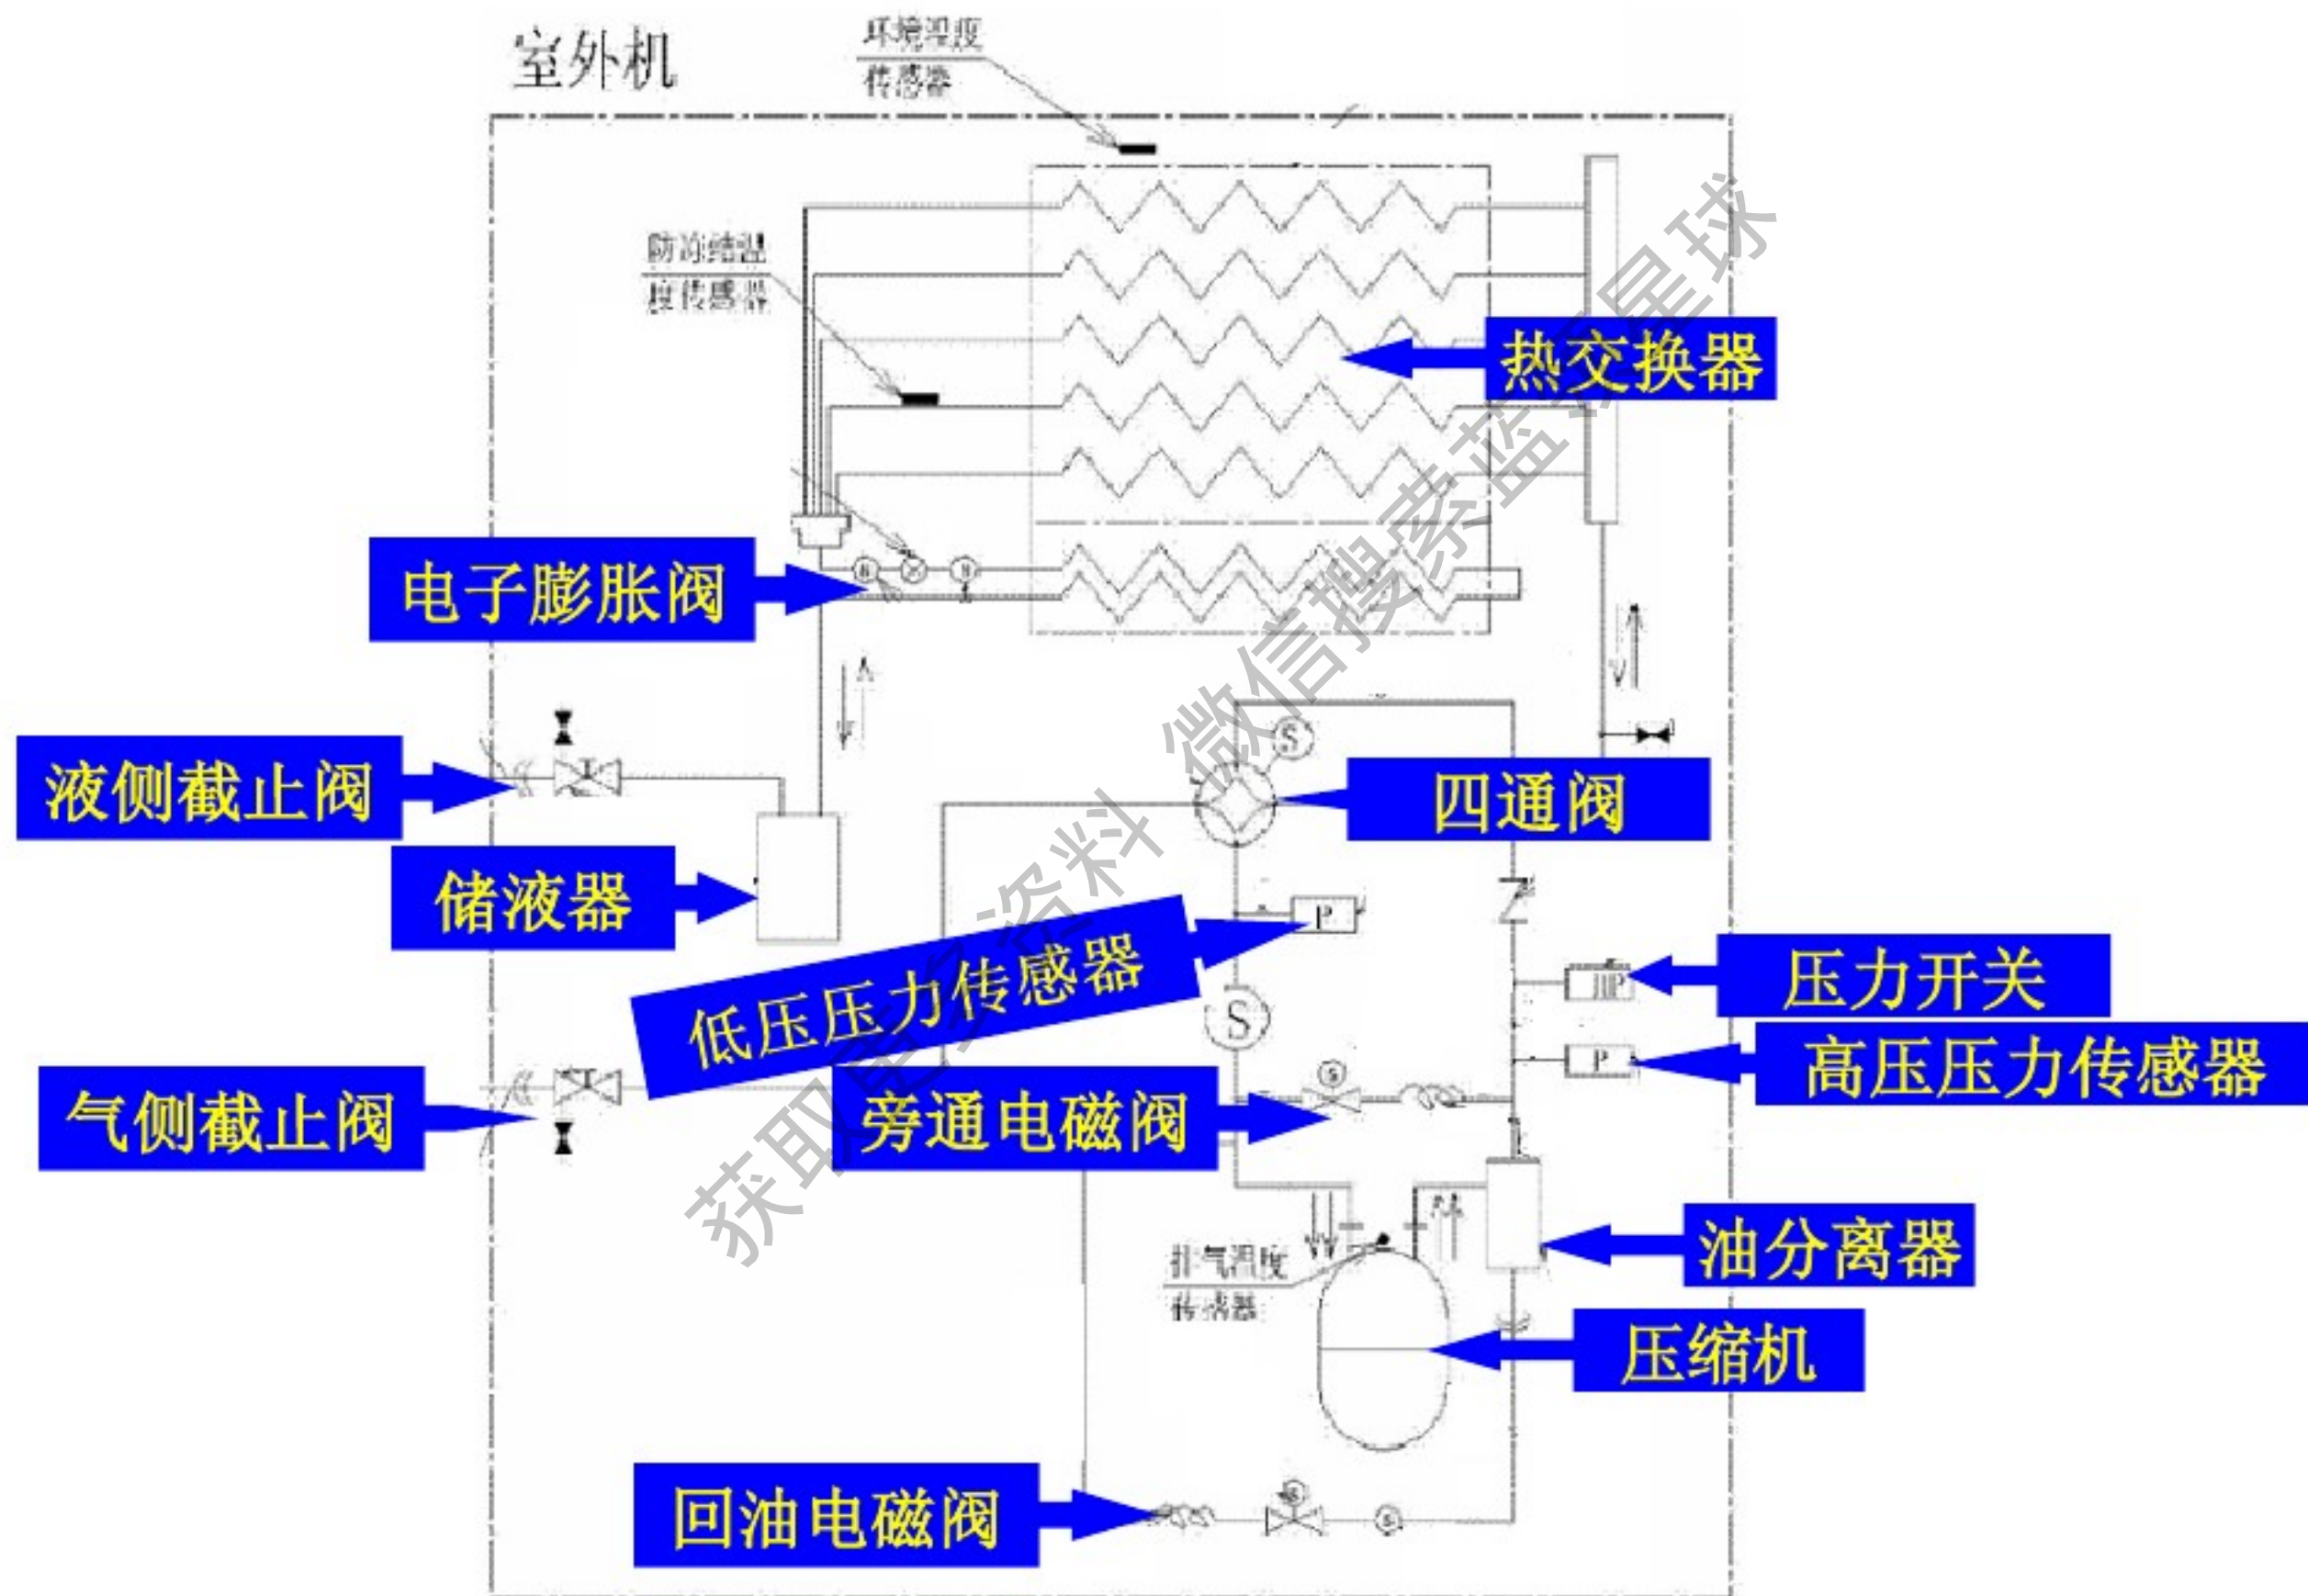 室外机
环境温度
传感器
防冻结温
度传感器
热交换器
电子膨胀阀
液侧截止阀
S
四通阀
储液器
P
低压压力传感器
压力开关
S
P
高压压力传感器
气侧截止阀
S
旁通电磁阀
油分离器
排气温度
传感器
压缩机
回油电磁阀
S
S
获取更多资料 微信搜索蓝领星球